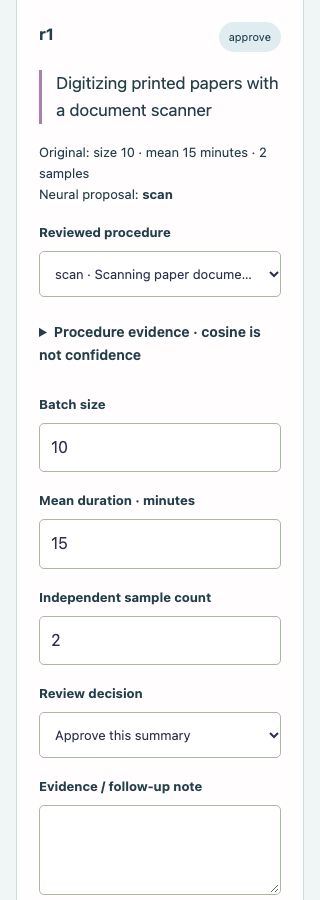 r1
approve
Digitizing printed papers with
a document scanner
Original: size 10 · mean 15 minutes · 2
samples
Neural proposal: scan
Reviewed procedure
scan · Scanning paper docume...
▶ Procedure evidence · cosine is
not confidence
Batch size
10
Mean duration · minutes
15
Independent sample count
2
Review decision
Approve this summary
Evidence / follow-up note